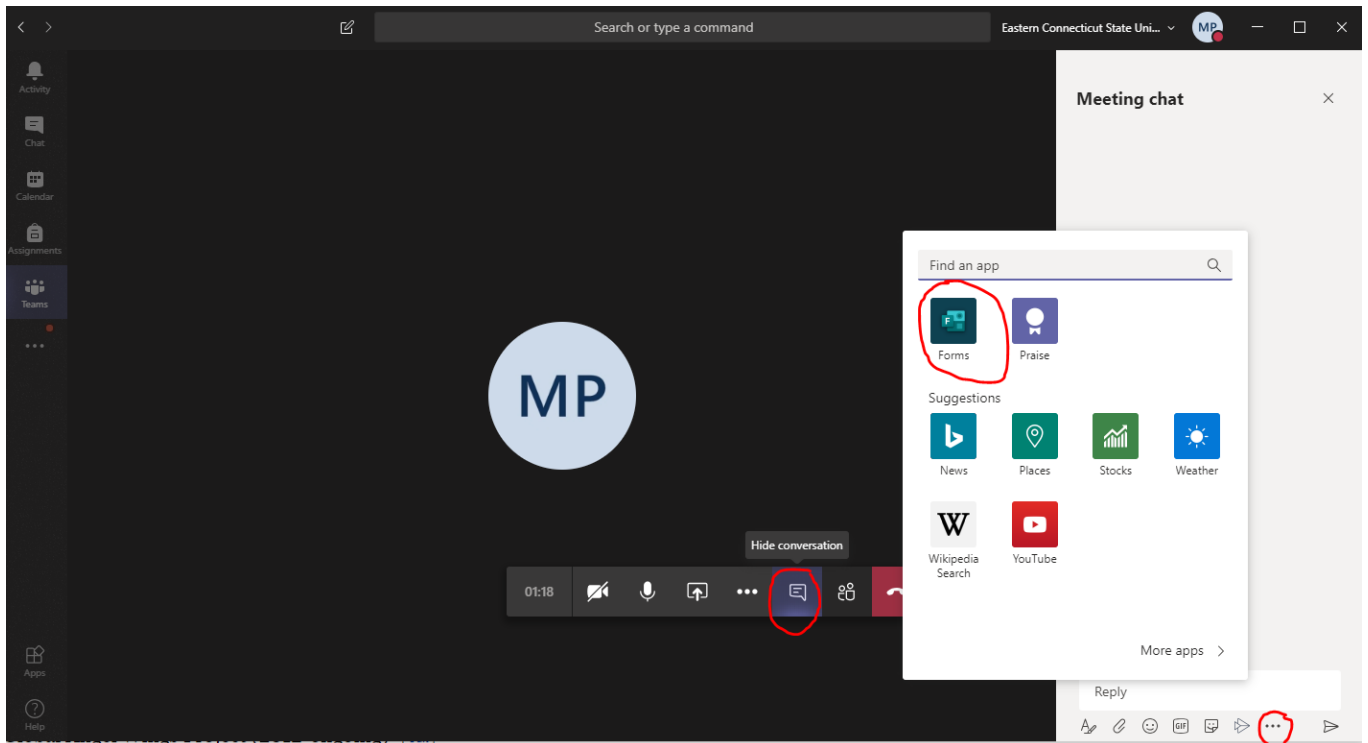 Search or type a command
Eastern Connecticut State Uni...
MP
Activity
Chat
Calendar
Assignments
Teams
Apps
Help
MP
Hide conversation
01:18
Meeting chat
Find an app
F
Forms
Praise
Suggestions
News
Places
Stocks
Weather
W
Wikipedia
Search
YouTube
More apps
Reply
GIF